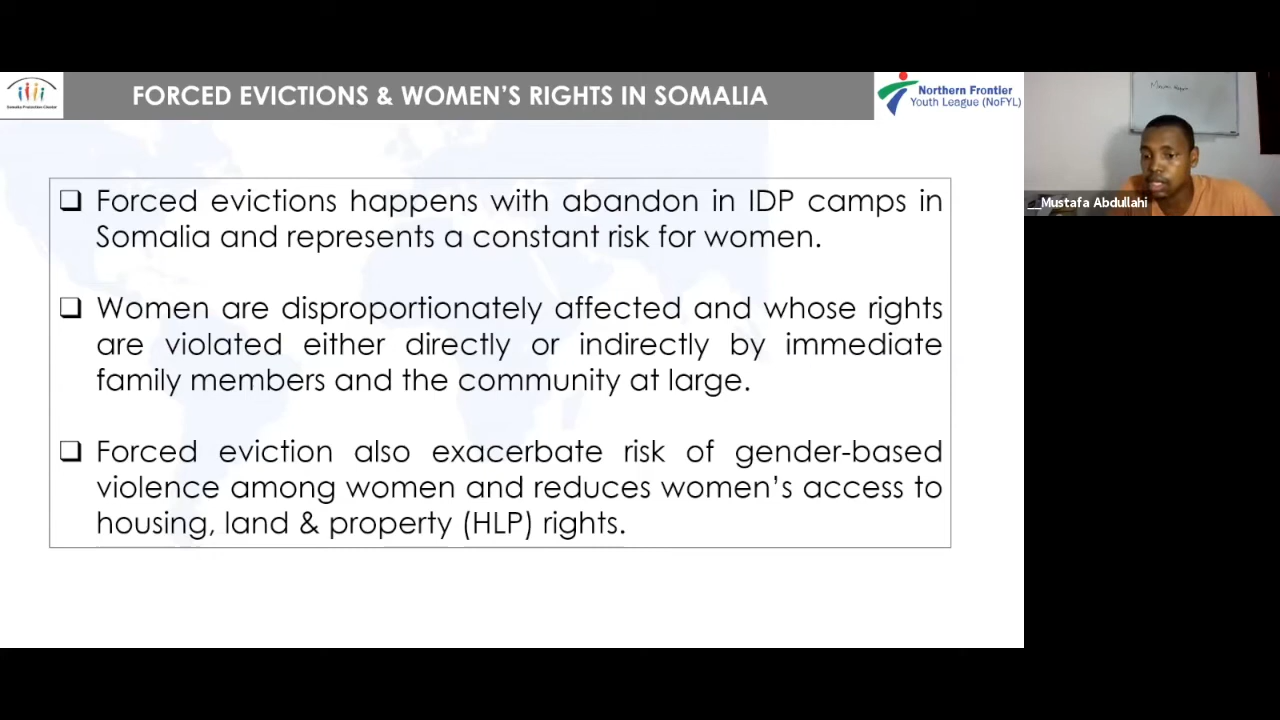 Somalia Protection Cluster
FORCED EVICTIONS & WOMEN'S RIGHTS IN SOMALIA
Northern Frontier
Youth League (NoFYL)
Mustafa Abdullahi
❑ Forced evictions happens with abandon in IDP camps in
Somalia and represents a constant risk for women.
❑ Women are disproportionately affected and whose rights
are violated either directly or indirectly by immediate
family members and the community at large.
❑ Forced eviction also exacerbate risk of gender-based
violence among women and reduces women's access to
housing, land & property (HLP) rights.